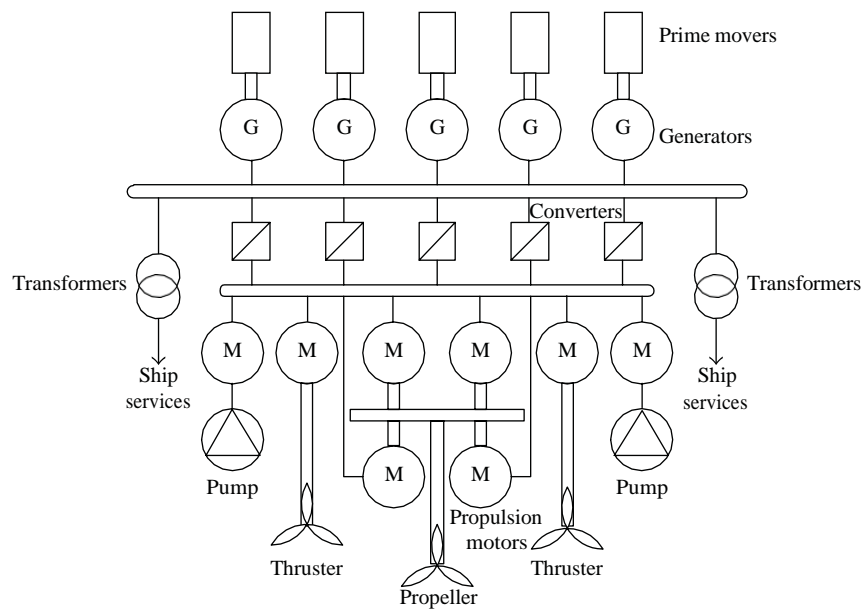 Prime movers
G G G G G
Generators
Converters
Transformers
Transformers
M M M M M M
Ship
services
Ship
services
M M
Pump
Pump
Propulsion
motors
Thruster
Thruster
Propeller